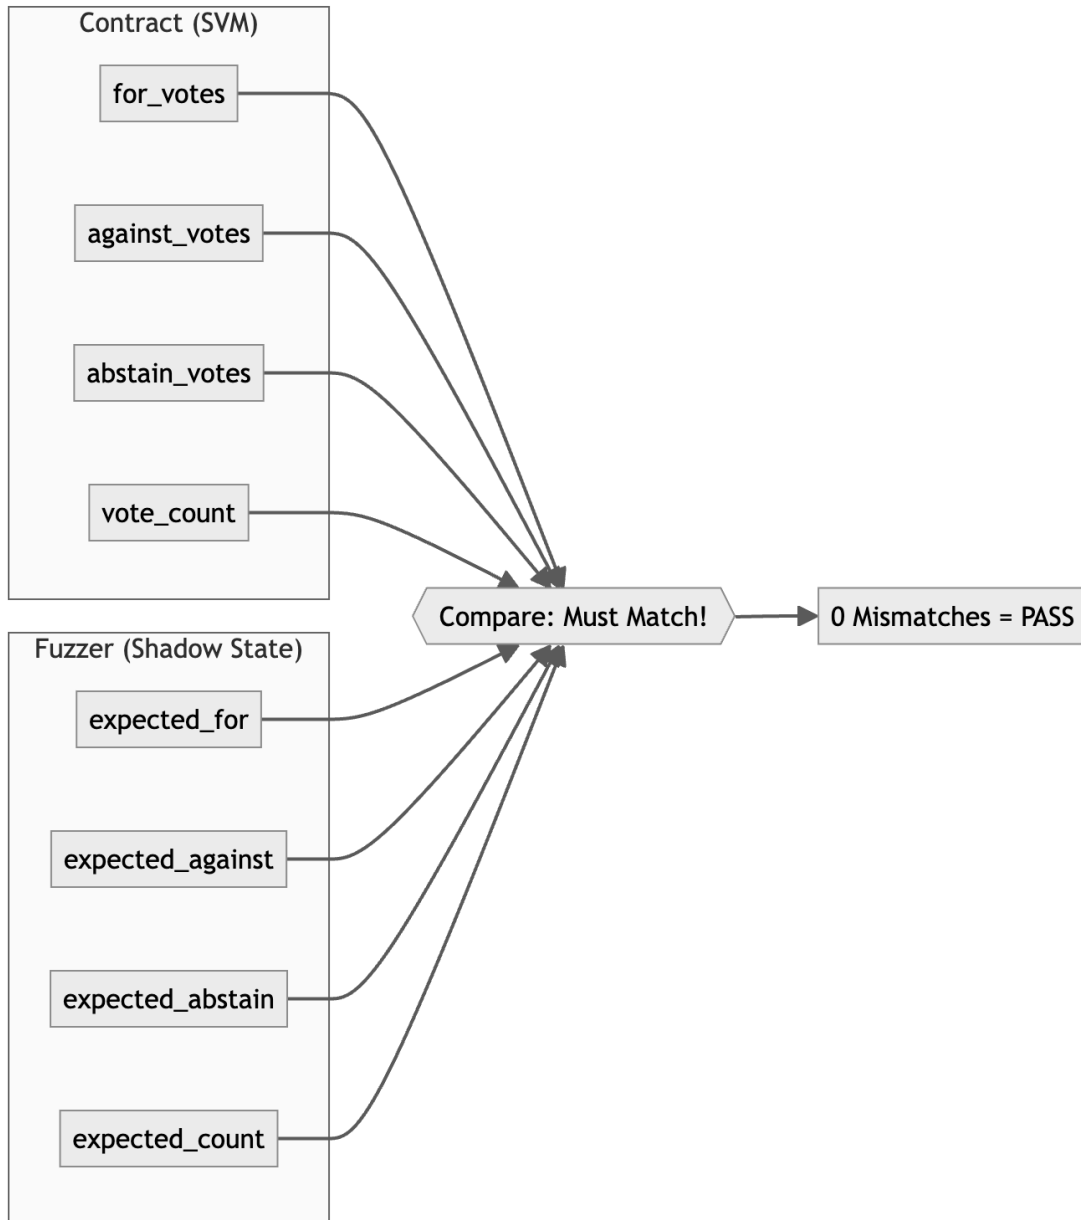 Contract (SVM)
for_votes
against_votes
abstain_votes
vote_count
Compare: Must Match!
0 Mismatches = PASS
Fuzzer (Shadow State)
expected_for
expected_against
expected_abstain
expected_count